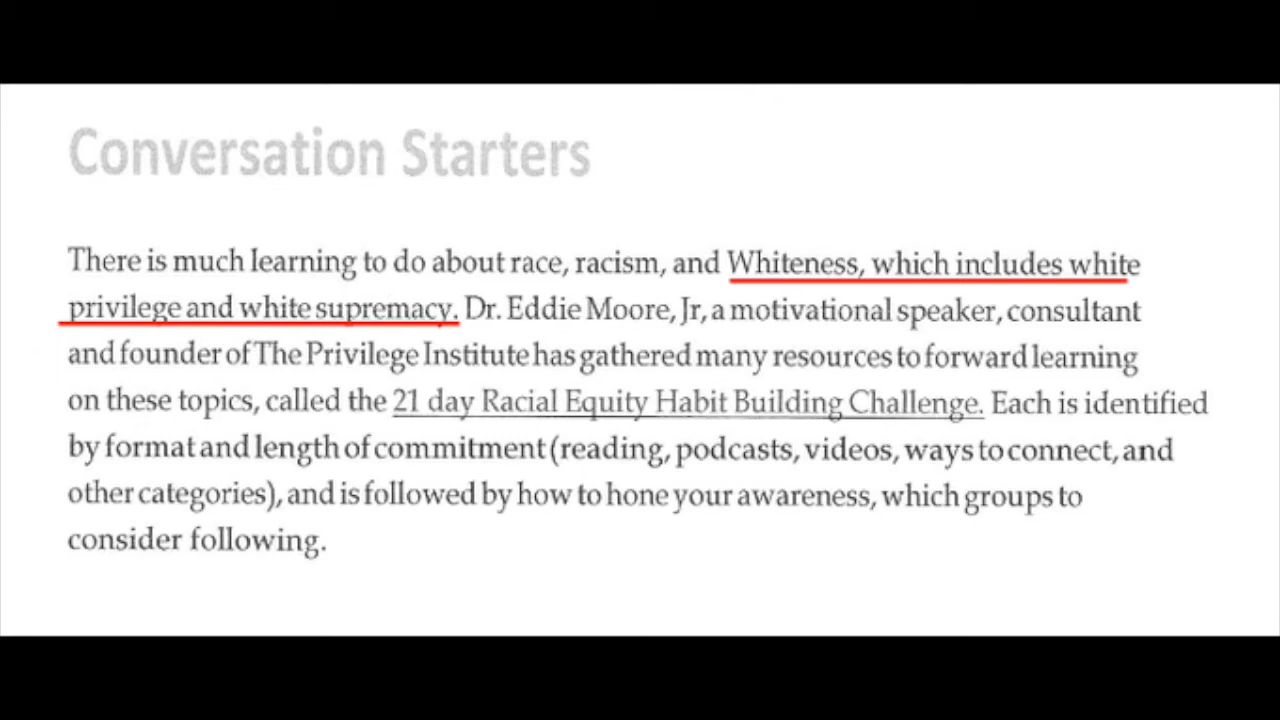 Conversation Starters
There is much learning to do about race, racism, and Whiteness, which includes white
privilege and white supremacy. Dr. Eddie Moore, Jr, a motivational speaker, consultant
and founder of The Privilege Institute has gathered many resources to forward learning
on these topics, called the 21 day Racial Equity Habit Building Challenge. Each is identified
by format and length of commitment (reading, podcasts, videos, ways to connect, and
other categories), and is followed by how to hone your awareness, which groups to
consider following.